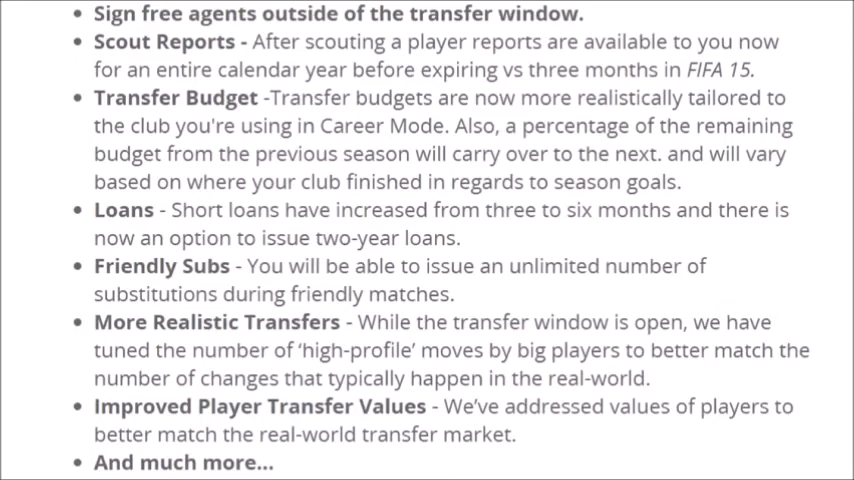 • Sign free agents outside of the transfer window.
• Scout Reports - After scouting a player reports are available to you now
for an entire calendar year before expiring vs three months in FIFA 15.
• Transfer Budget -Transfer budgets are now more realistically tailored to
the club you're using in Career Mode. Also, a percentage of the remaining
budget from the previous season will carry over to the next. and will vary
based on where your club finished in regards to season goals.
• Loans - Short loans have increased from three to six months and there is
now an option to issue two-year loans.
• Friendly Subs - You will be able to issue an unlimited number of
substitutions during friendly matches.
• More Realistic Transfers - While the transfer window is open, we have
tuned the number of ‘high-profile’ moves by big players to better match the
number of changes that typically happen in the real-world.
• Improved Player Transfer Values - We’ve addressed values of players to
better match the real-world transfer market.
• And much more...